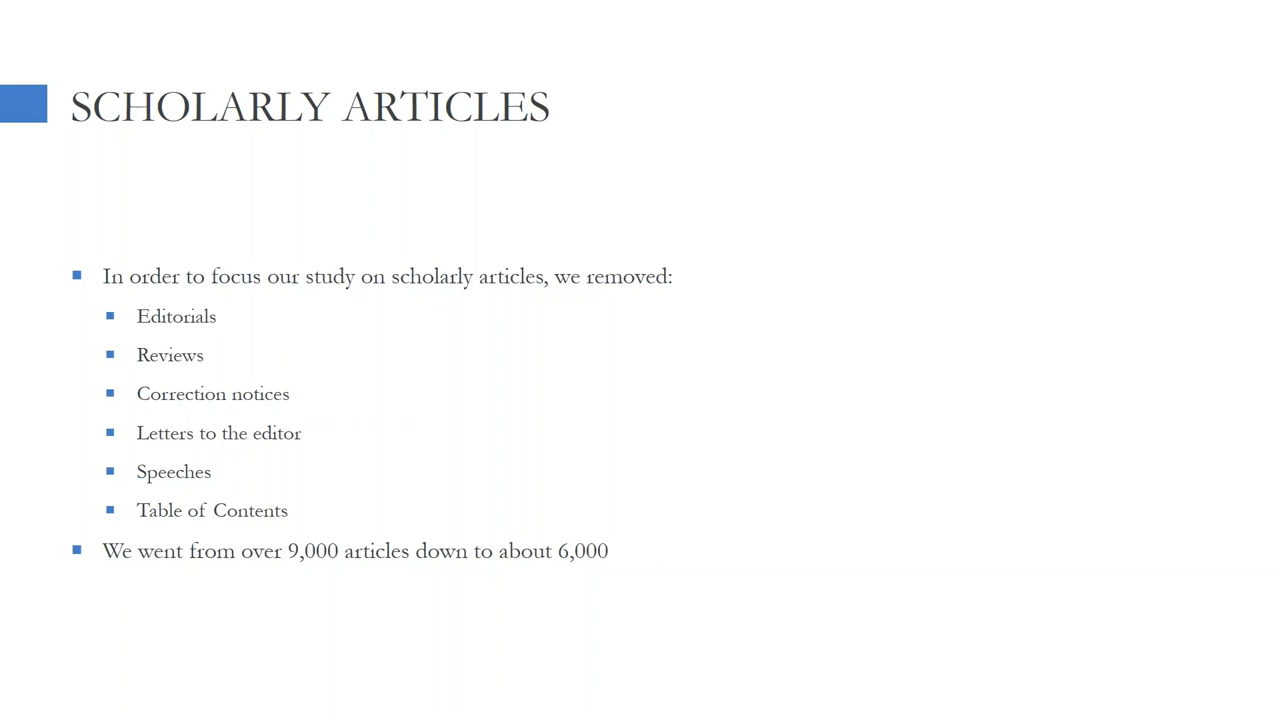 SCHOLARLY ARTICLES
In order to focus our study on scholarly articles, we removed:
Editorials
Reviews
Correction notices
Letters to the editor
Speeches
Table of Contents
We went from over 9,000 articles down to about 6,000